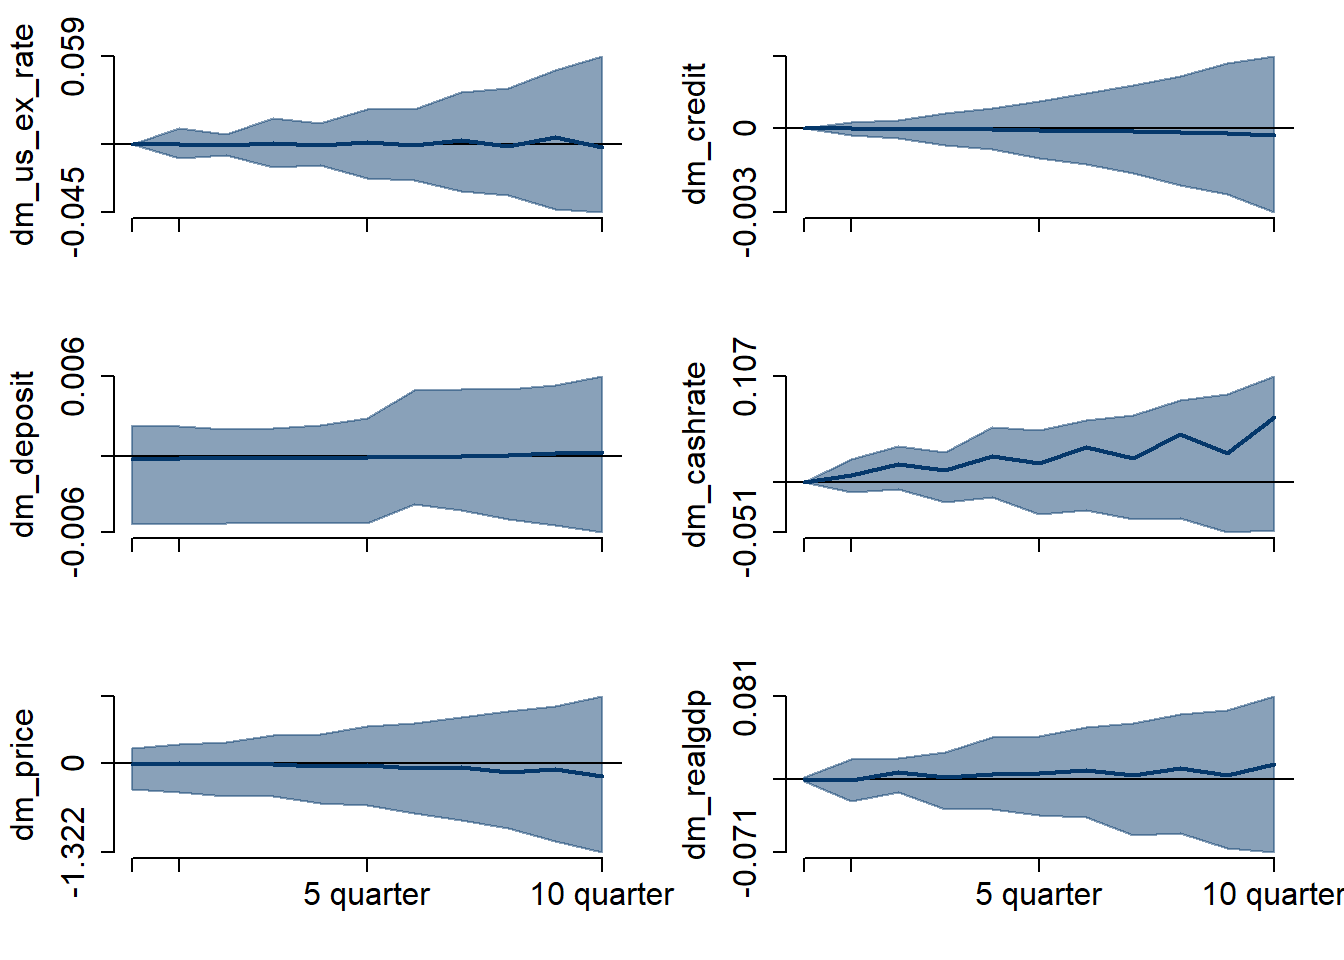 dm_us_ex_rate
0.059
-0.045
dm_credit
0
-0.003
dm_deposit
0.006
-0.006
dm_cashrate
0.107
-0.051
dm_price
0
-1.322
5 quarter
10 quarter
dm_realgdp
0.081
-0.071
5 quarter
10 quarter